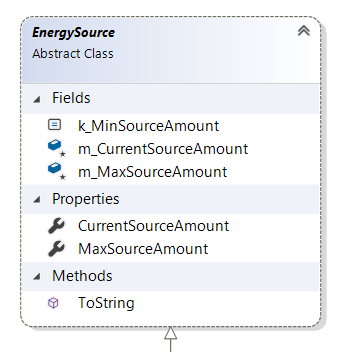 EnergySource
Abstract Class
Fields
k_MinSourceAmount
m_CurrentSourceAmount
m_MaxSourceAmount
Properties
CurrentSourceAmount
MaxSourceAmount
Methods
ToString